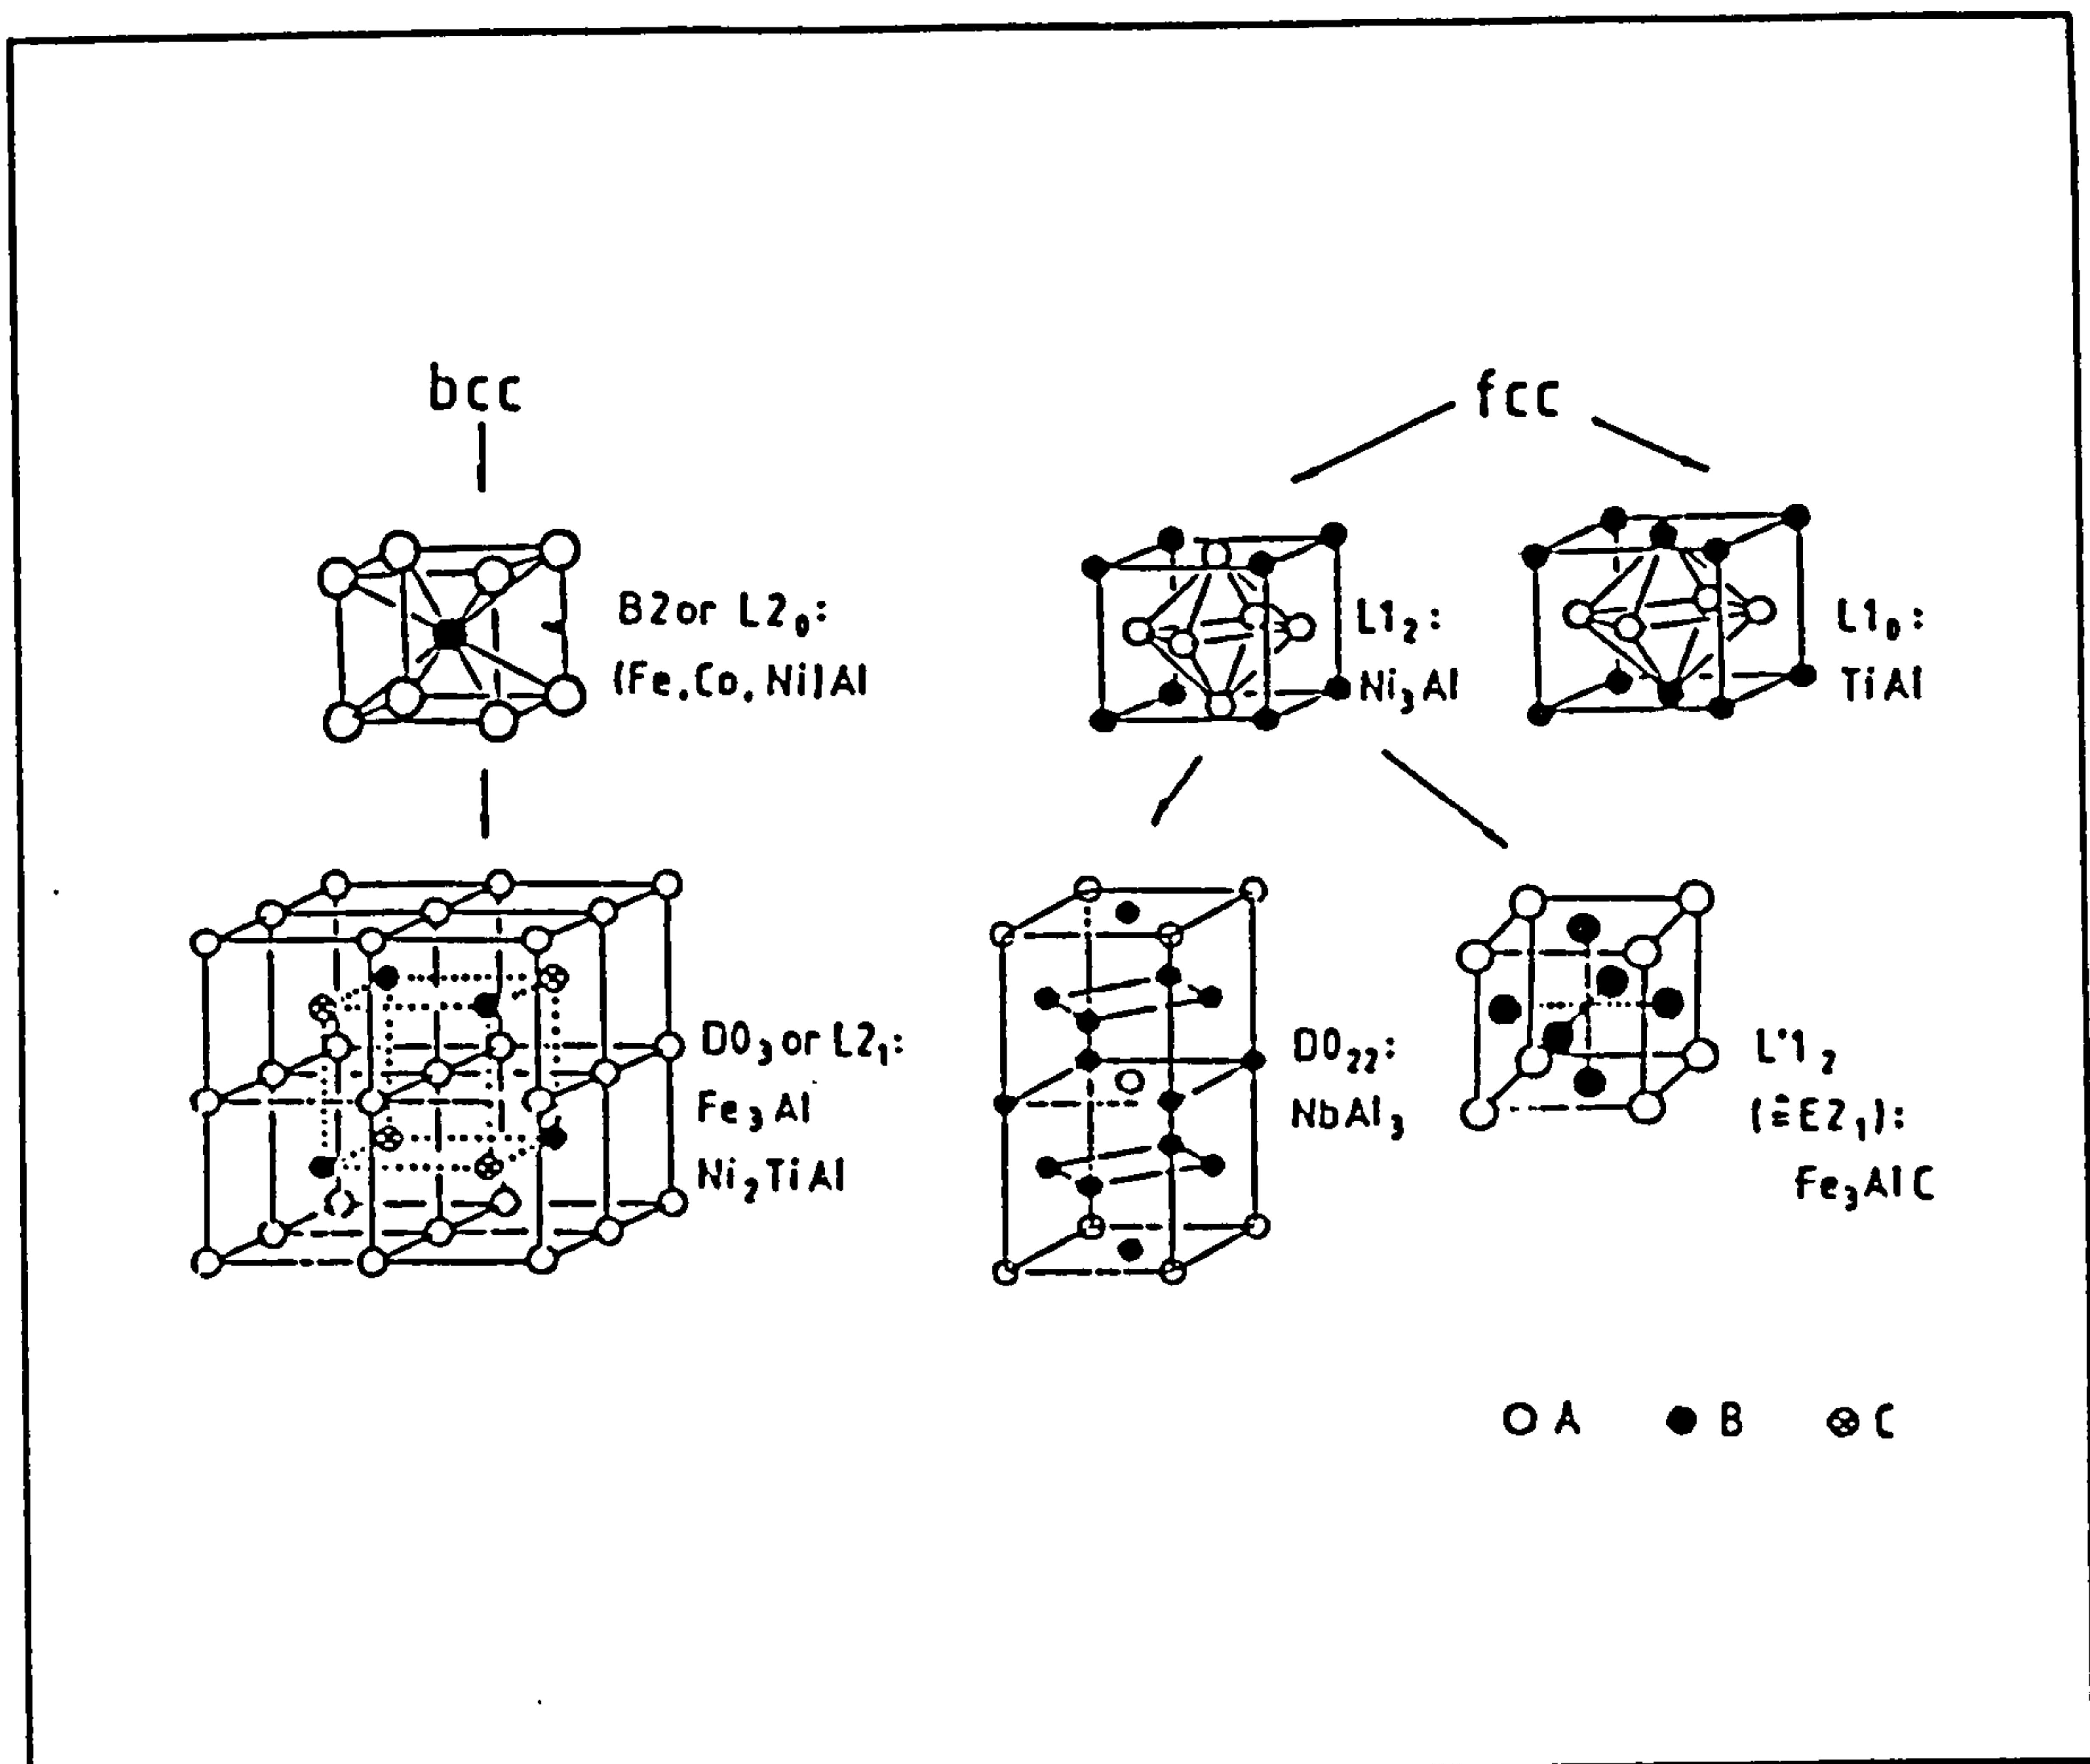 bcc
fcc
B2 or L2₀:
(Fe,Co,Ni)Al
L1₂:
Ni₃Al
L1₀:
TiAl
D0₃ or L2₁:
Fe₃Al
Ni₂TiAl
D0₂₂:
NbAl₃
L'1₂
(≙E2₁):
Fe₃AlC
A B C